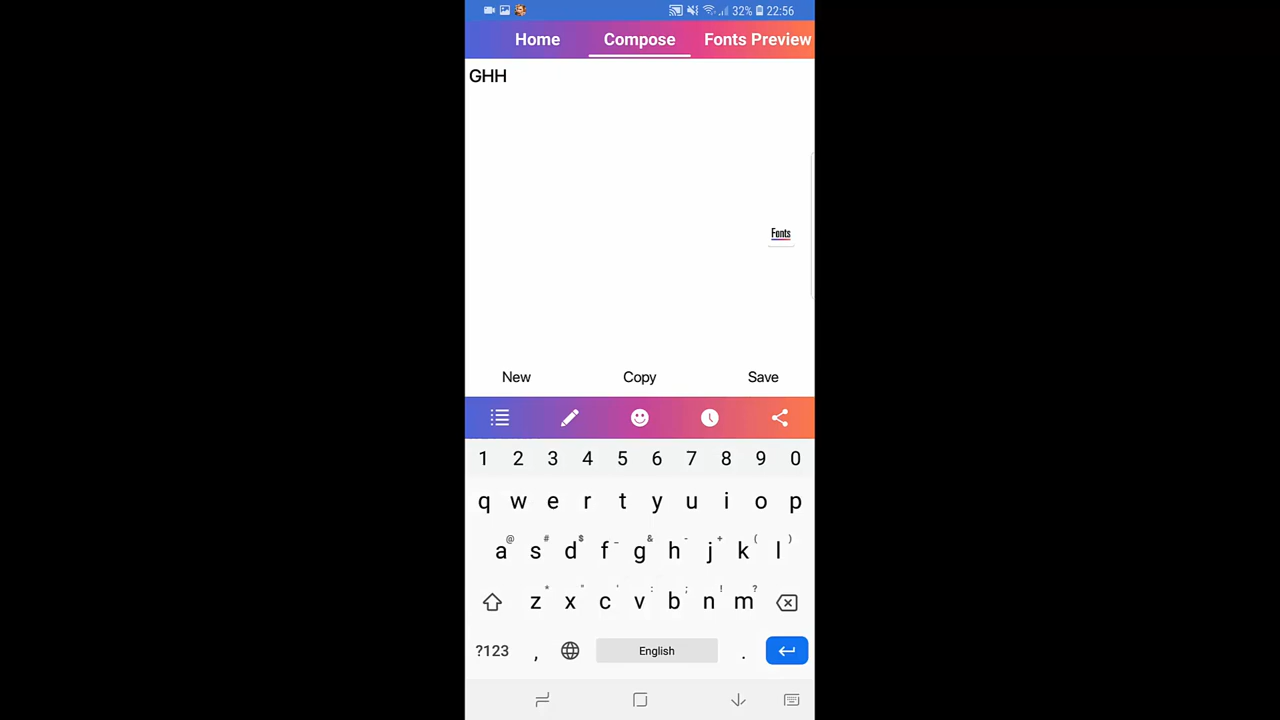 32% 22:56
Home Compose Fonts Preview
GHH
Fonts
New Copy Save
1 2 3 4 5 6 7 8 9 0
q w e r t y u i o p
@ # $ _ & - + ( )
a s d f g h j k l
* " ' : ; ! ?
z x c v b n m
?123 , English .